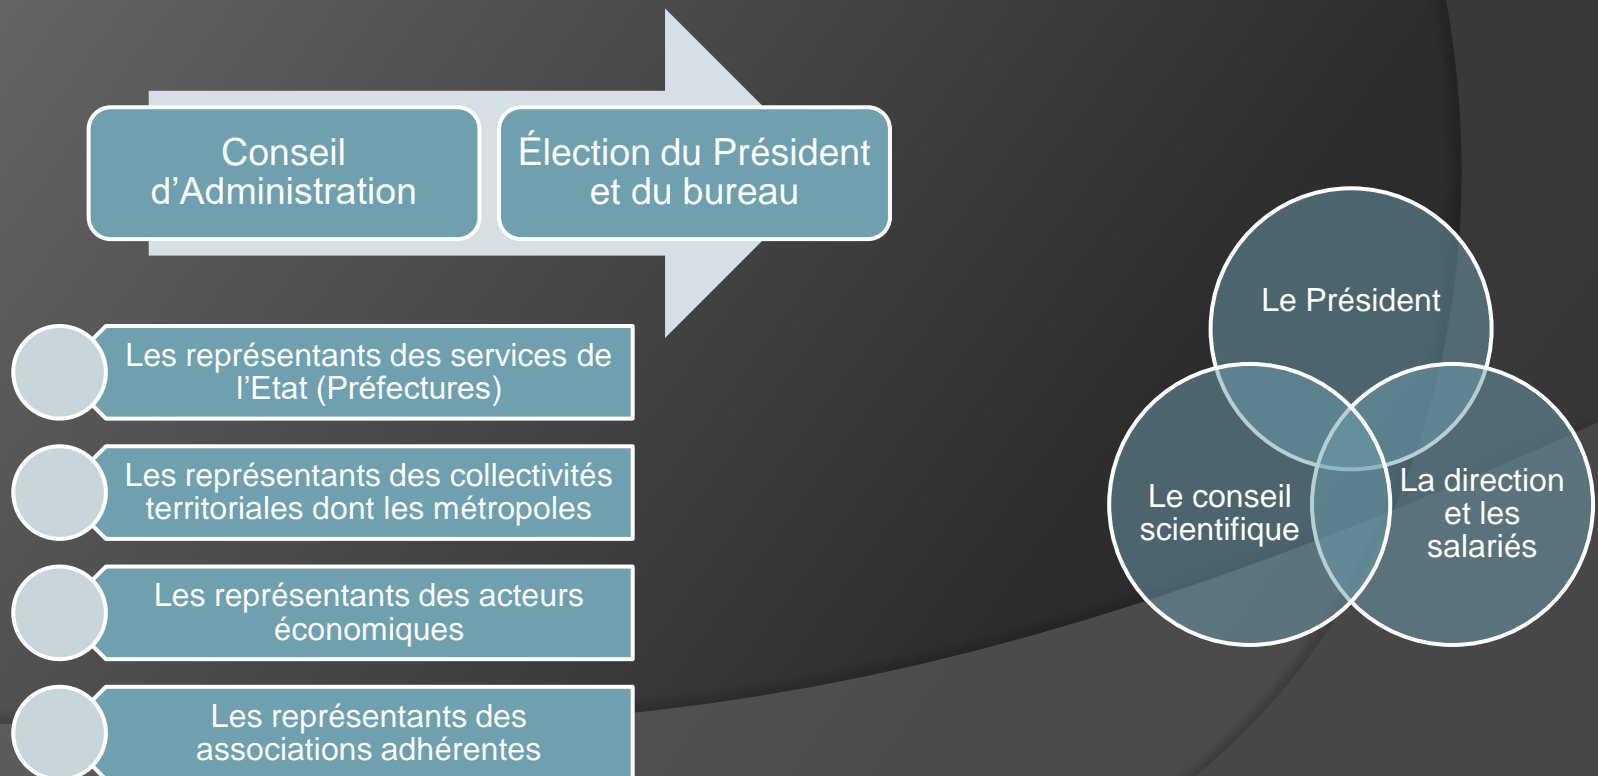 Conseil
d’Administration
Élection du Président
et du bureau
Les représentants des services de
l’Etat (Préfectures)
Les représentants des collectivités
territoriales dont les métropoles
Les représentants des acteurs
économiques
Les représentants des
associations adhérentes
Le Président
Le conseil
scientifique
La direction
et les
salariés